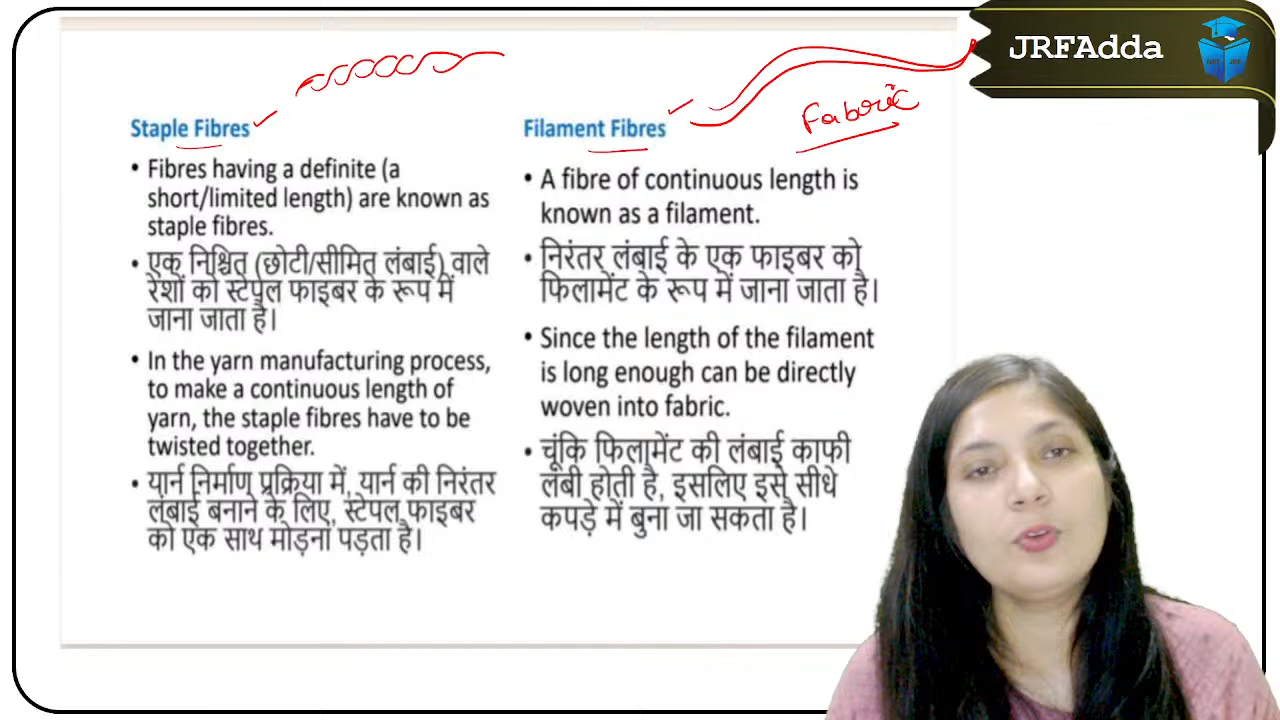 JRFAdda
NET JRF
Fabric
Staple Fibres
• Fibres having a definite (a
short/limited length) are known as
staple fibres.
• एक निश्चित (छोटी/सीमित लंबाई) वाले
रेशों को स्टेपल फाइबर के रूप में
जाना जाता है।
• In the yarn manufacturing process,
to make a continuous length of
yarn, the staple fibres have to be
twisted together.
• यार्न निर्माण प्रक्रिया में, यार्न की निरंतर
लंबाई बनाने के लिए, स्टेपल फाइबर
को एक साथ मोड़ना पड़ता है।
Filament Fibres
• A fibre of continuous length is
known as a filament.
• निरंतर लंबाई के एक फाइबर को
फिलामेंट के रूप में जाना जाता है।
• Since the length of the filament
is long enough can be directly
woven into fabric.
• चूंकि फिलामेंट की लंबाई काफी
लंबी होती है, इसलिए इसे सीधे
कपड़े में बुना जा सकता है।